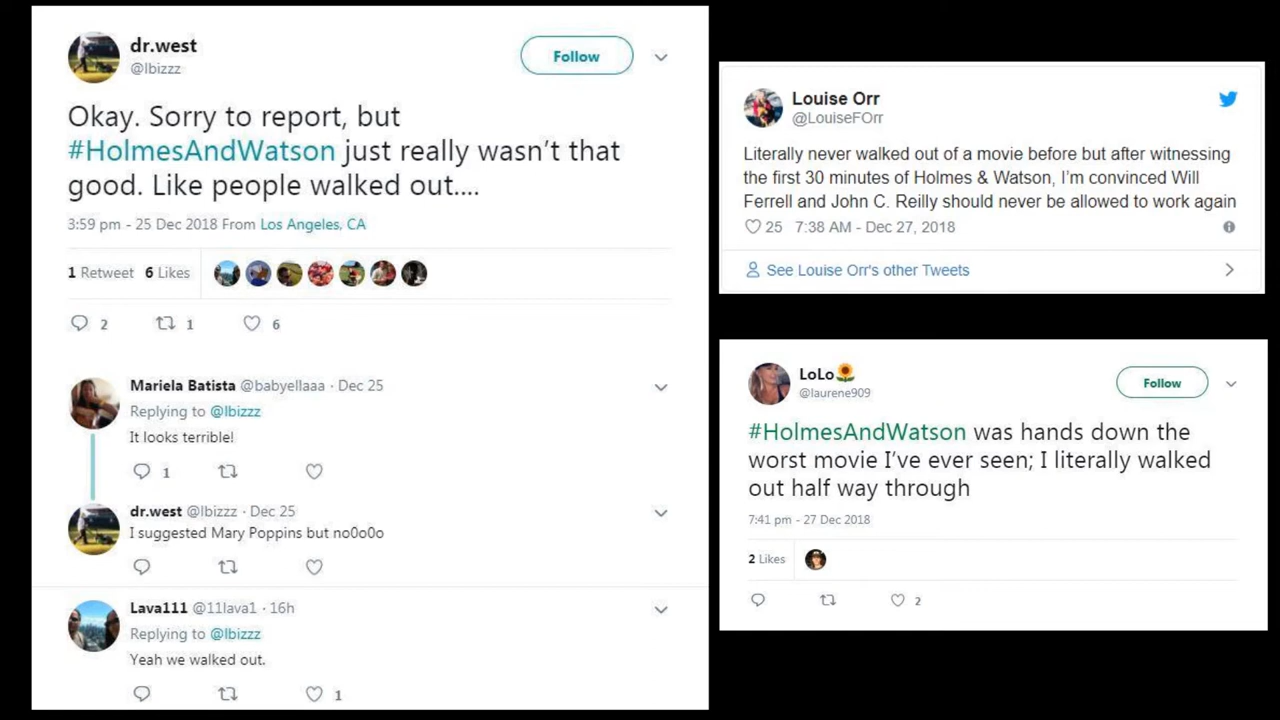 dr.west
@lbizzz
Follow
Okay. Sorry to report, but
#HolmesAndWatson just really wasn't that
good. Like people walked out....
3:59 pm - 25 Dec 2018 From Los Angeles, CA
1 Retweet 6 Likes
2 1 6
Mariela Batista @babyellaaa · Dec 25
Replying to @lbizzz
It looks terrible!
1
dr.west @lbizzz · Dec 25
I suggested Mary Poppins but no0o0o
Lava111 @11lava1 · 16h
Replying to @lbizzz
Yeah we walked out.
1
Louise Orr
@LouiseFOrr
Literally never walked out of a movie before but after witnessing
the first 30 minutes of Holmes & Watson, I'm convinced Will
Ferrell and John C. Reilly should never be allowed to work again
25 7:38 AM - Dec 27, 2018
See Louise Orr's other Tweets
LoLo🌻
@laurene909
Follow
#HolmesAndWatson was hands down the
worst movie I've ever seen; I literally walked
out half way through
7:41 pm - 27 Dec 2018
2 Likes
2